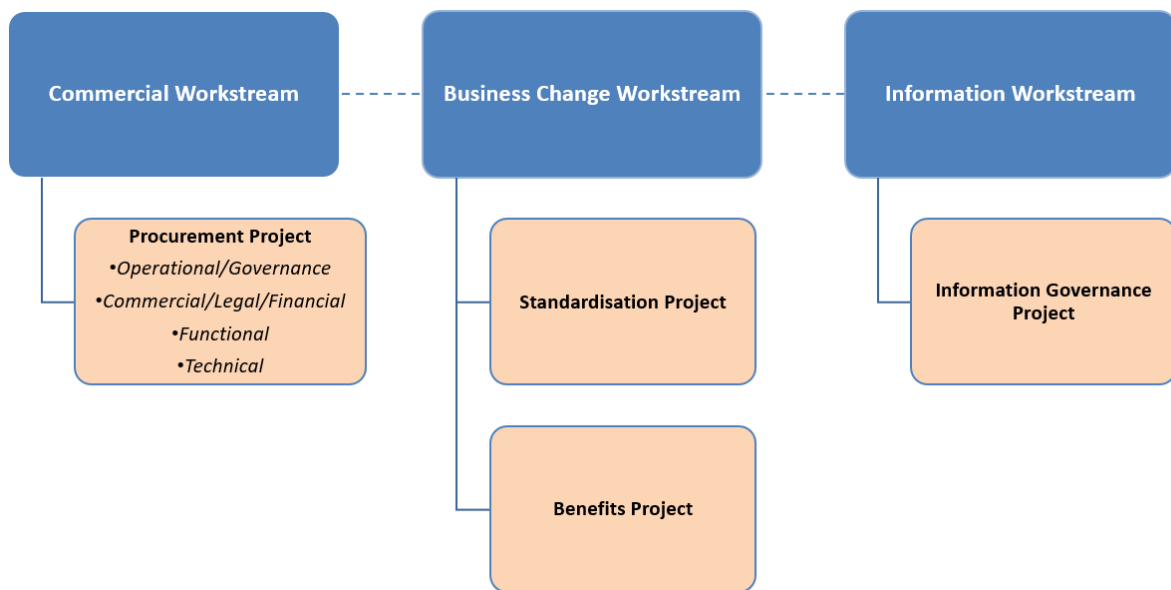 Commercial Workstream
Business Change Workstream
Information Workstream
Procurement Project
•Operational/Governance
•Commercial/Legal/Financial
•Functional
•Technical
Standardisation Project
Information Governance
Project
Benefits Project